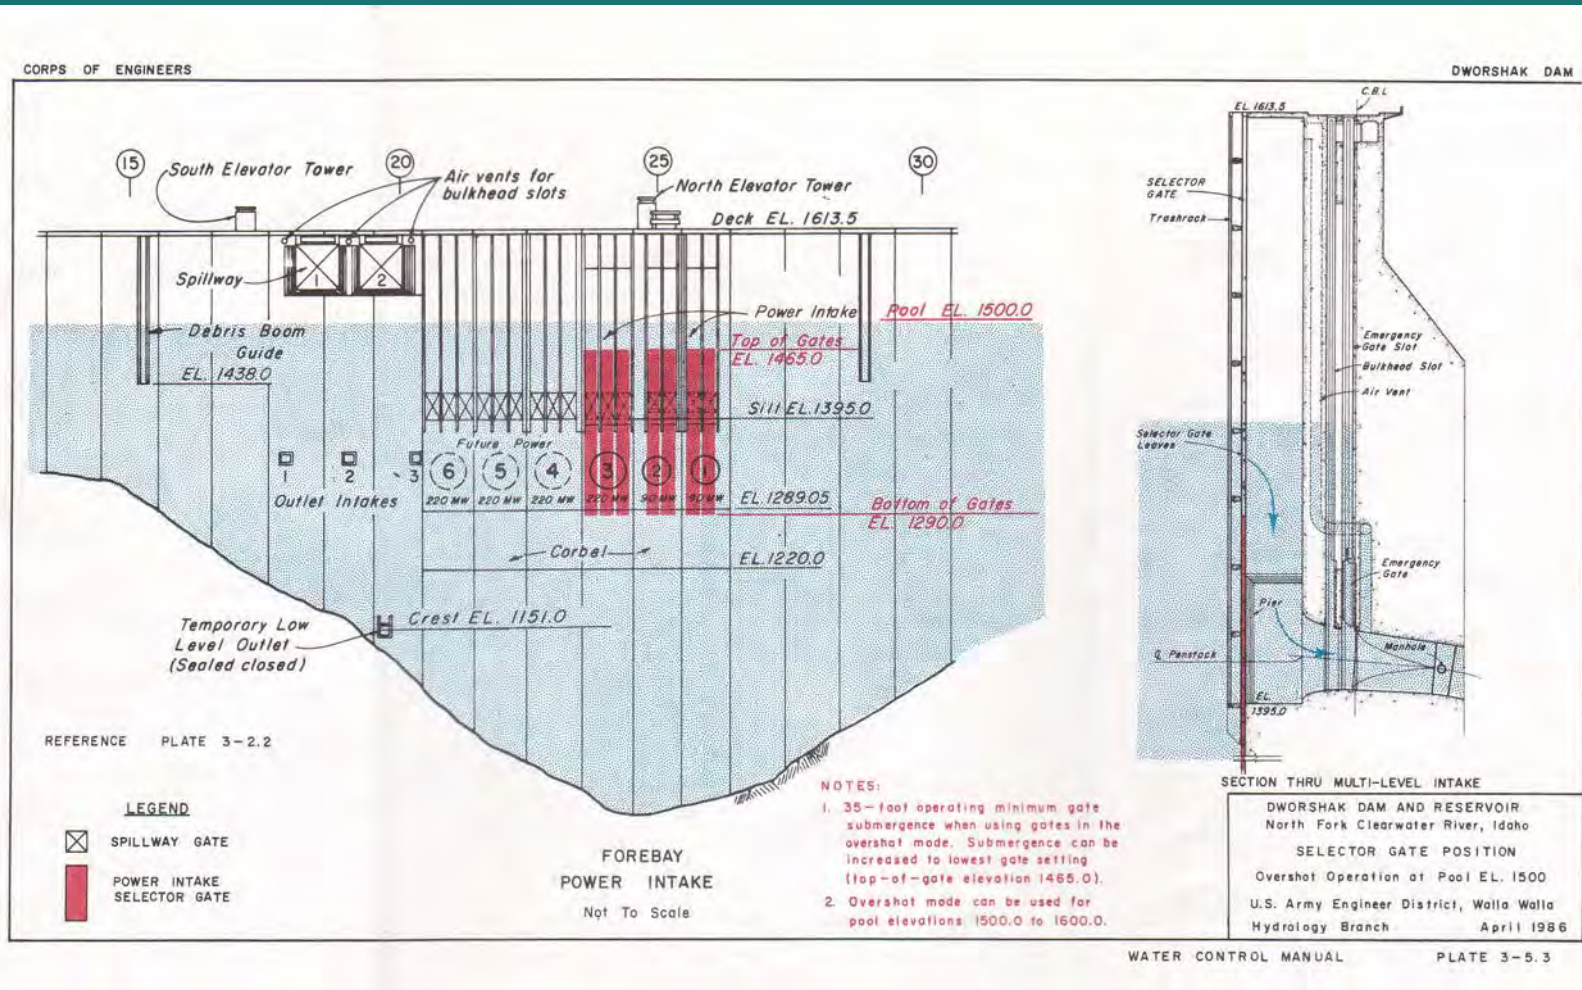 CORPS OF ENGINEERS
DWORSHAK DAM
15
20
25
30
South Elevator Tower
Air vents for
bulkhead slots
North Elevator Tower
Deck EL. 1613.5
Spillway
1
2
Debris Boom
Guide
EL. 1438.0
Power Intake
Pool EL. 1500.0
Top of Gates
EL. 1465.0
Sill EL. 1395.0
Future Power
1
2
3
6
5
4
3
2
1
Outlet Intakes
220 MW
220 MW
220 MW
220 MW
90 MW
90 MW
EL. 1289.05
Bottom of Gates
EL. 1290.0
Corbel
EL. 1220.0
Temporary Low
Level Outlet
(Sealed closed)
Crest EL. 1151.0
REFERENCE PLATE 3-2.2
LEGEND
SPILLWAY GATE
POWER INTAKE
SELECTOR GATE
FOREBAY
POWER INTAKE
Not To Scale
NOTES:
1. 35-foot operating minimum gate
submergence when using gates in the
overshot mode. Submergence can be
increased to lowest gate setting
(top-of-gate elevation 1465.0).
2. Overshot mode can be used for
pool elevations 1500.0 to 1600.0.
C.B.L
EL. 1613.5
SELECTOR
GATE
Trashrack
Emergency
Gate Slot
Bulkhead Slot
Air Vent
Selector Gate
Leaves
Emergency
Gate
Pier
Manhole
℄ Penstock
EL.
1395.0
SECTION THRU MULTI-LEVEL INTAKE
DWORSHAK DAM AND RESERVOIR
North Fork Clearwater River, Idaho
SELECTOR GATE POSITION
Overshot Operation at Pool EL. 1500
U.S. Army Engineer District, Walla Walla
Hydrology Branch April 1986
WATER CONTROL MANUAL PLATE 3-5.3